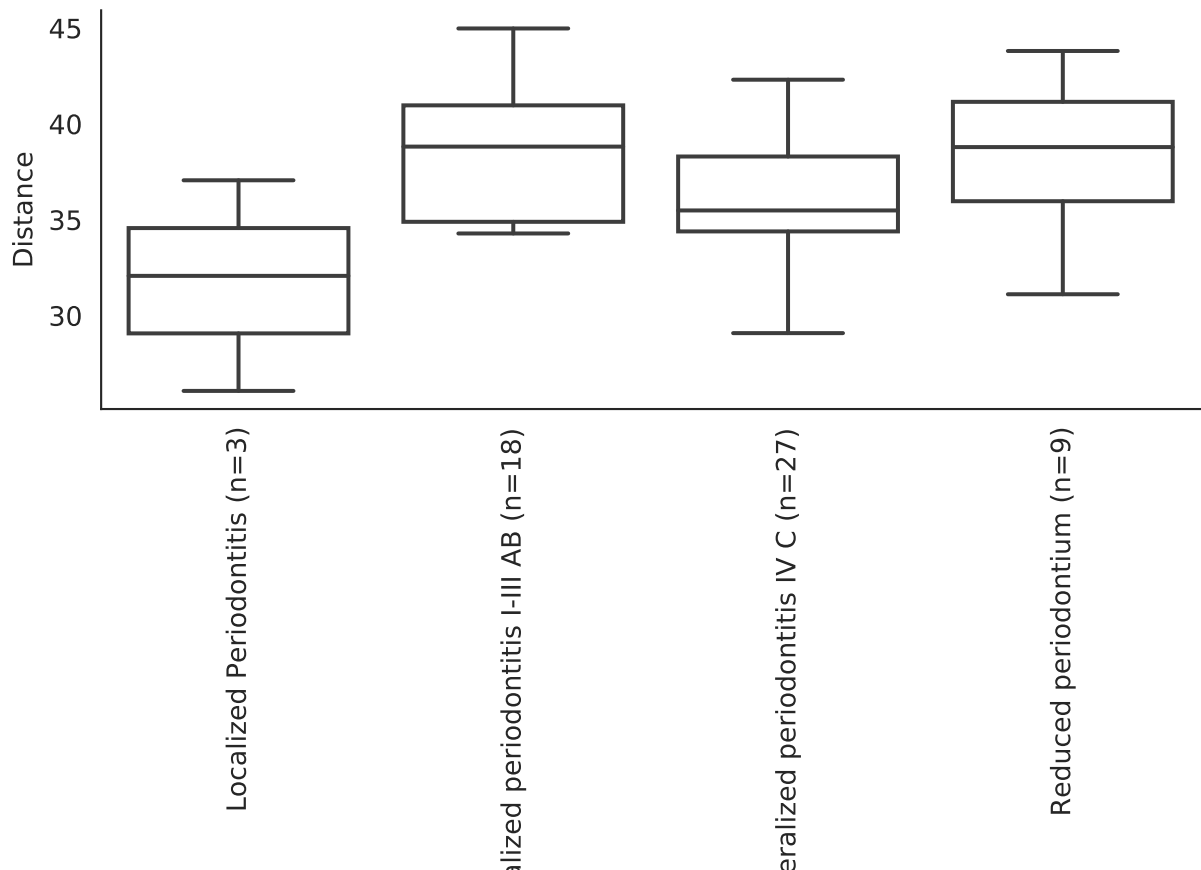 45
40
35
30
Distance
Localized Periodontitis (n=3)
alized periodontitis I-III AB (n=18)
eralized periodontitis IV C (n=27)
Reduced periodontium (n=9)